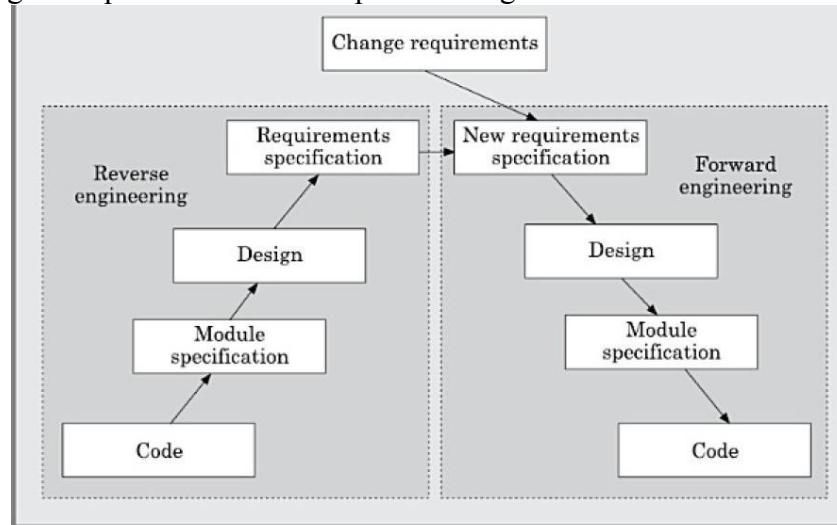 Change requirements
Reverse
engineering
Requirements
specification
Design
Module
specification
Code
New requirements
specification
Forward
engineering
Design
Module
specification
Code